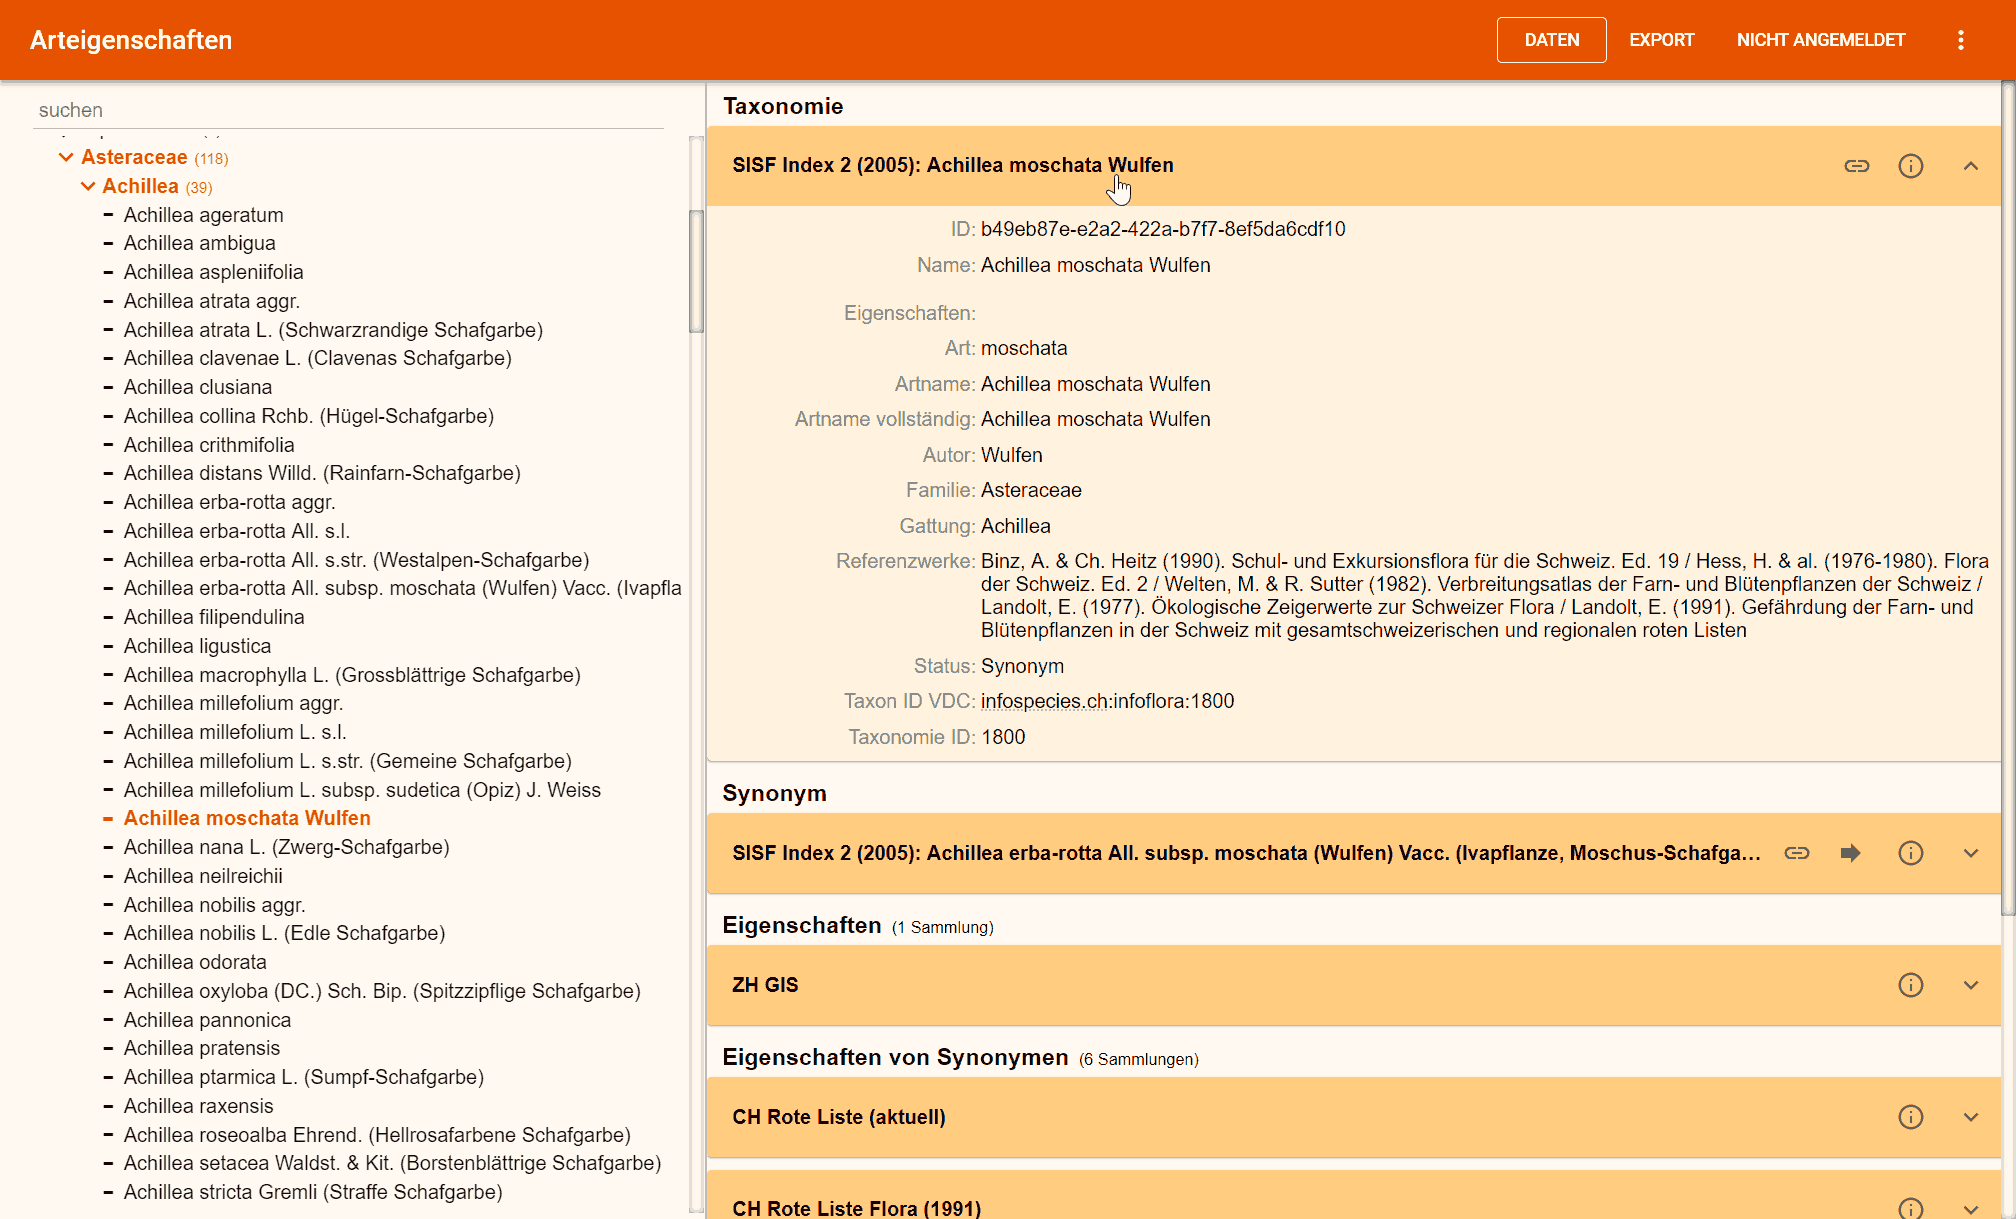 Arteigenschaften
DATEN
EXPORT
NICHT ANGEMELDET
suchen
Asteraceae (118)
Achillea (39)
Achillea ageratum
Achillea ambigua
Achillea aspleniifolia
Achillea atrata aggr.
Achillea atrata L. (Schwarzrandige Schafgarbe)
Achillea clavenae L. (Clavenas Schafgarbe)
Achillea clusiana
Achillea collina Rchb. (Hügel-Schafgarbe)
Achillea crithmifolia
Achillea distans Willd. (Rainfarn-Schafgarbe)
Achillea erba-rotta aggr.
Achillea erba-rotta All. s.l.
Achillea erba-rotta All. s.str. (Westalpen-Schafgarbe)
Achillea erba-rotta All. subsp. moschata (Wulfen) Vacc. (Ivapfla
Achillea filipendulina
Achillea ligustica
Achillea macrophylla L. (Grossblättrige Schafgarbe)
Achillea millefolium aggr.
Achillea millefolium L. s.l.
Achillea millefolium L. s.str. (Gemeine Schafgarbe)
Achillea millefolium L. subsp. sudetica (Opiz) J. Weiss
Achillea moschata Wulfen
Achillea nana L. (Zwerg-Schafgarbe)
Achillea neilreichii
Achillea nobilis aggr.
Achillea nobilis L. (Edle Schafgarbe)
Achillea odorata
Achillea oxyloba (DC.) Sch. Bip. (Spitzzipflige Schafgarbe)
Achillea pannonica
Achillea pratensis
Achillea ptarmica L. (Sumpf-Schafgarbe)
Achillea raxensis
Achillea roseoalba Ehrend. (Hellrosafarbene Schafgarbe)
Achillea setacea Waldst. & Kit. (Borstenblättrige Schafgarbe)
Achillea stricta Gremli (Straffe Schafgarbe)
Taxonomie
SISF Index 2 (2005): Achillea moschata Wulfen
ID: b49eb87e-e2a2-422a-b7f7-8ef5da6cdf10
Name: Achillea moschata Wulfen
Eigenschaften:
Art: moschata
Artname: Achillea moschata Wulfen
Artname vollständig: Achillea moschata Wulfen
Autor: Wulfen
Familie: Asteraceae
Gattung: Achillea
Referenzwerke: Binz, A. & Ch. Heitz (1990). Schul- und Exkursionsflora für die Schweiz. Ed. 19 / Hess, H. & al. (1976-1980). Flora
der Schweiz. Ed. 2 / Welten, M. & R. Sutter (1982). Verbreitungsatlas der Farn- und Blütenpflanzen der Schweiz /
Landolt, E. (1977). Ökologische Zeigerwerte zur Schweizer Flora / Landolt, E. (1991). Gefährdung der Farn- und
Blütenpflanzen in der Schweiz mit gesamtschweizerischen und regionalen roten Listen
Status: Synonym
Taxon ID VDC: infospecies.ch:infoflora:1800
Taxonomie ID: 1800
Synonym
SISF Index 2 (2005): Achillea erba-rotta All. subsp. moschata (Wulfen) Vacc. (Ivapflanze, Moschus-Schafga…
Eigenschaften (1 Sammlung)
ZH GIS
Eigenschaften von Synonymen (6 Sammlungen)
CH Rote Liste (aktuell)
CH Rote Liste Flora (1991)